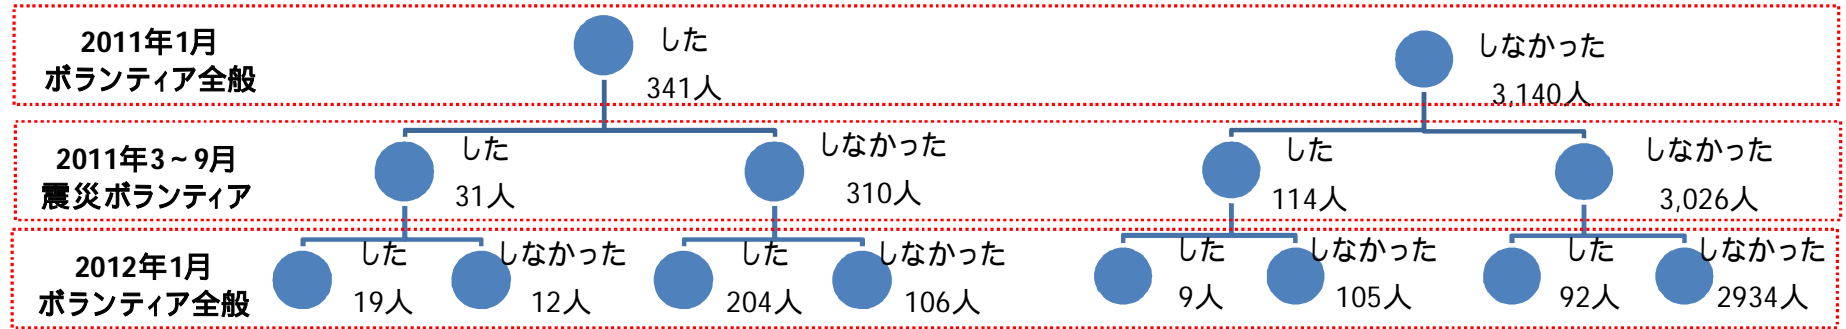 2011年1月
ボランティア全般
した
341人
しなかった
3,140人
2011年3~9月
震災ボランティア
した
31人
しなかった
310人
した
114人
しなかった
3,026人
2012年1月
ボランティア全般
した
19人
しなかった
12人
した
204人
しなかった
106人
した
9人
しなかった
105人
した
92人
しなかった
2934人